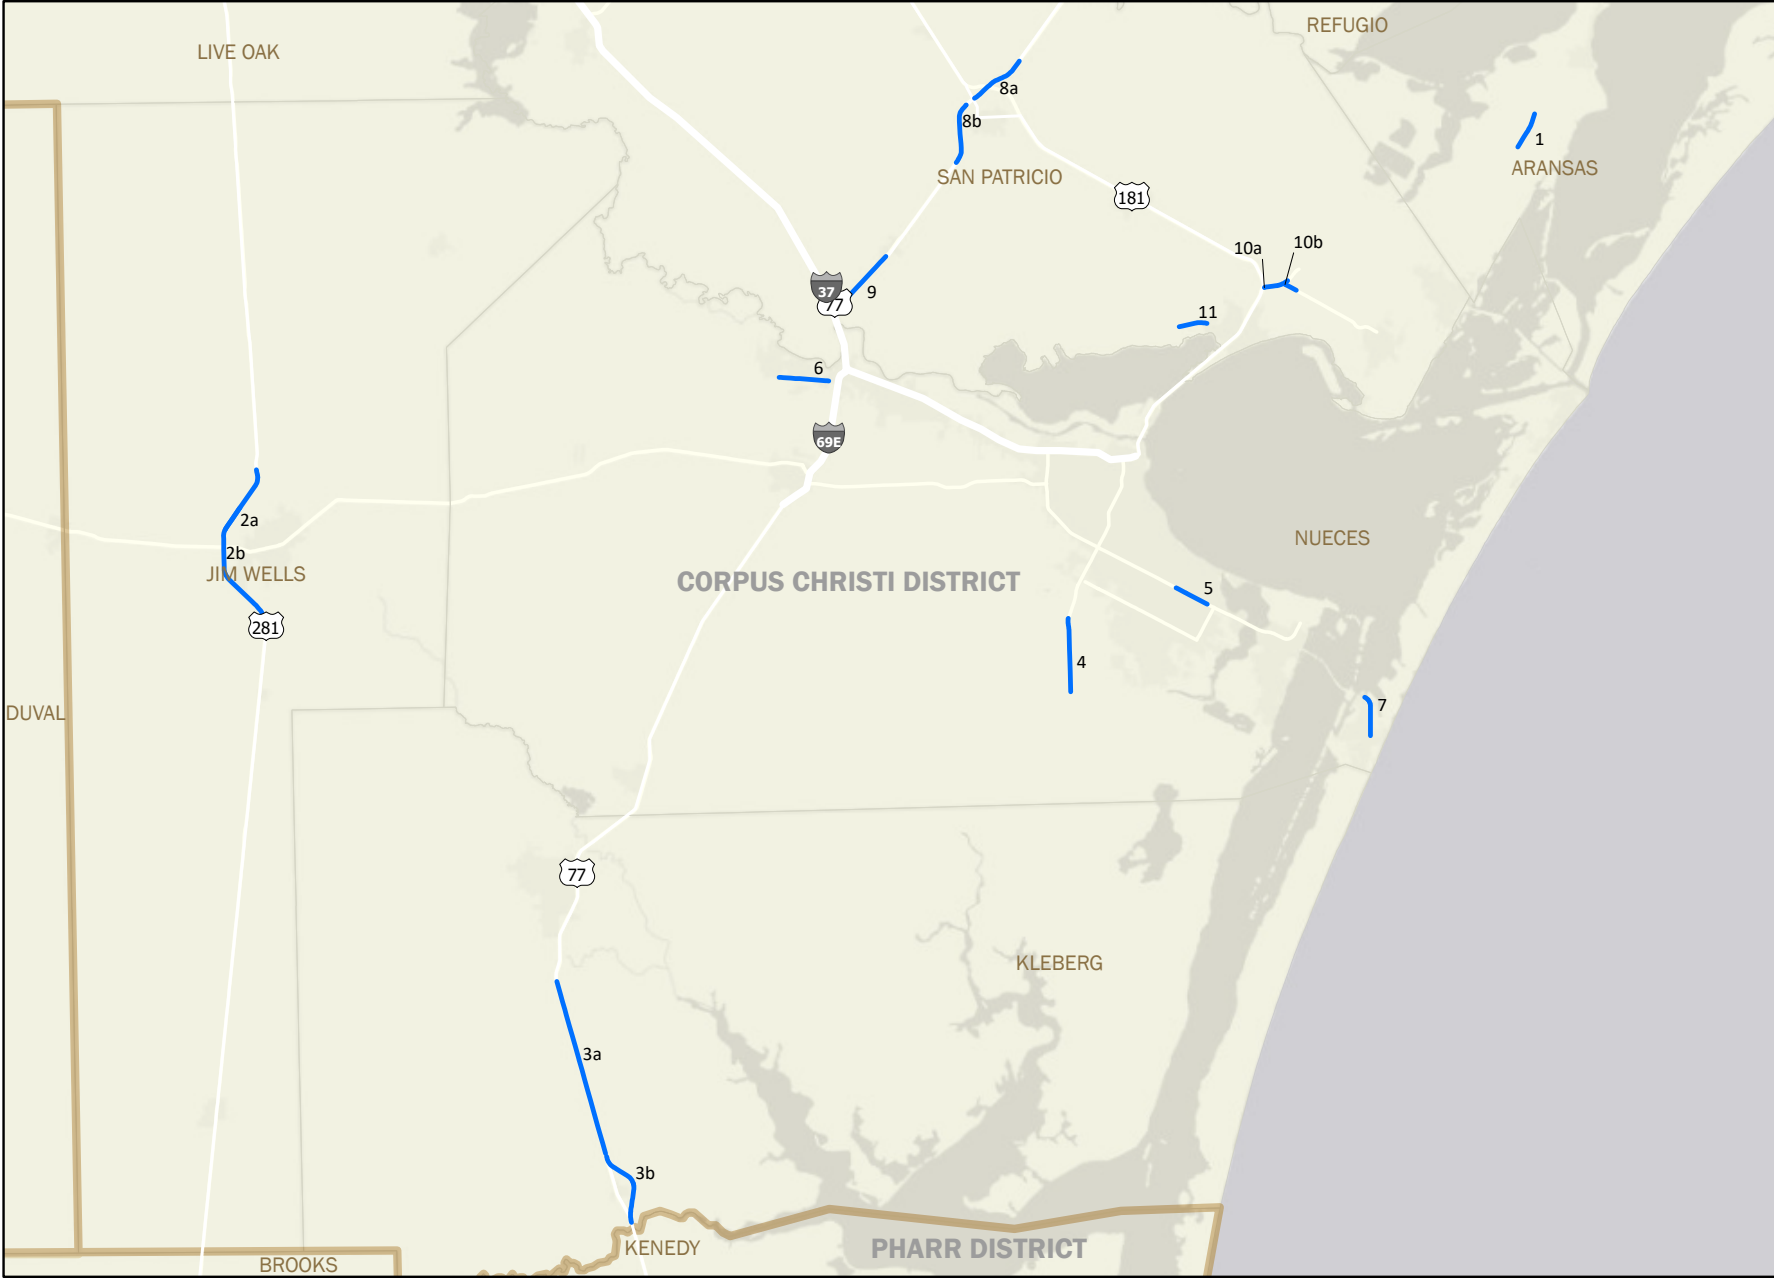 REFUGIO
LIVE OAK
8a
8b
1
ARANSAS
SAN PATRICIO
181
10a
10b
37
77
9
11
6
69E
2a
2b
JIM WELLS
NUECES
CORPUS CHRISTI DISTRICT
5
281
4
DUVAL
7
77
KLEBERG
3a
3b
KENEDY
PHARR DISTRICT
BROOKS